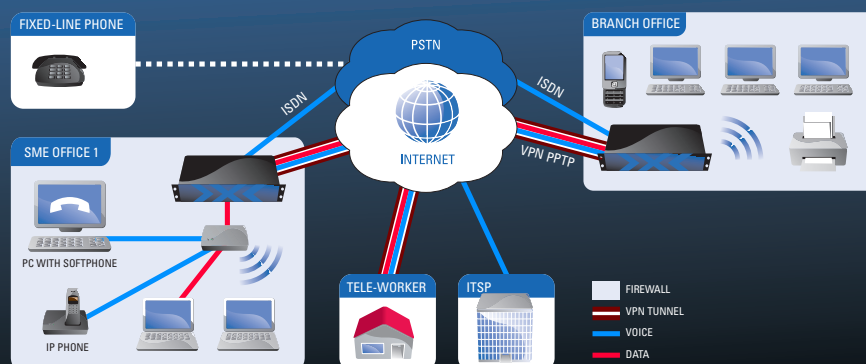 FIXED-LINE PHONE
PSTN
BRANCH OFFICE
ISDN
ISDN
SME OFFICE 1
INTERNET
VPN PPTP
PC WITH SOFTPHONE
IP PHONE
TELE-WORKER
ITSP
FIREWALL
VPN TUNNEL
VOICE
DATA